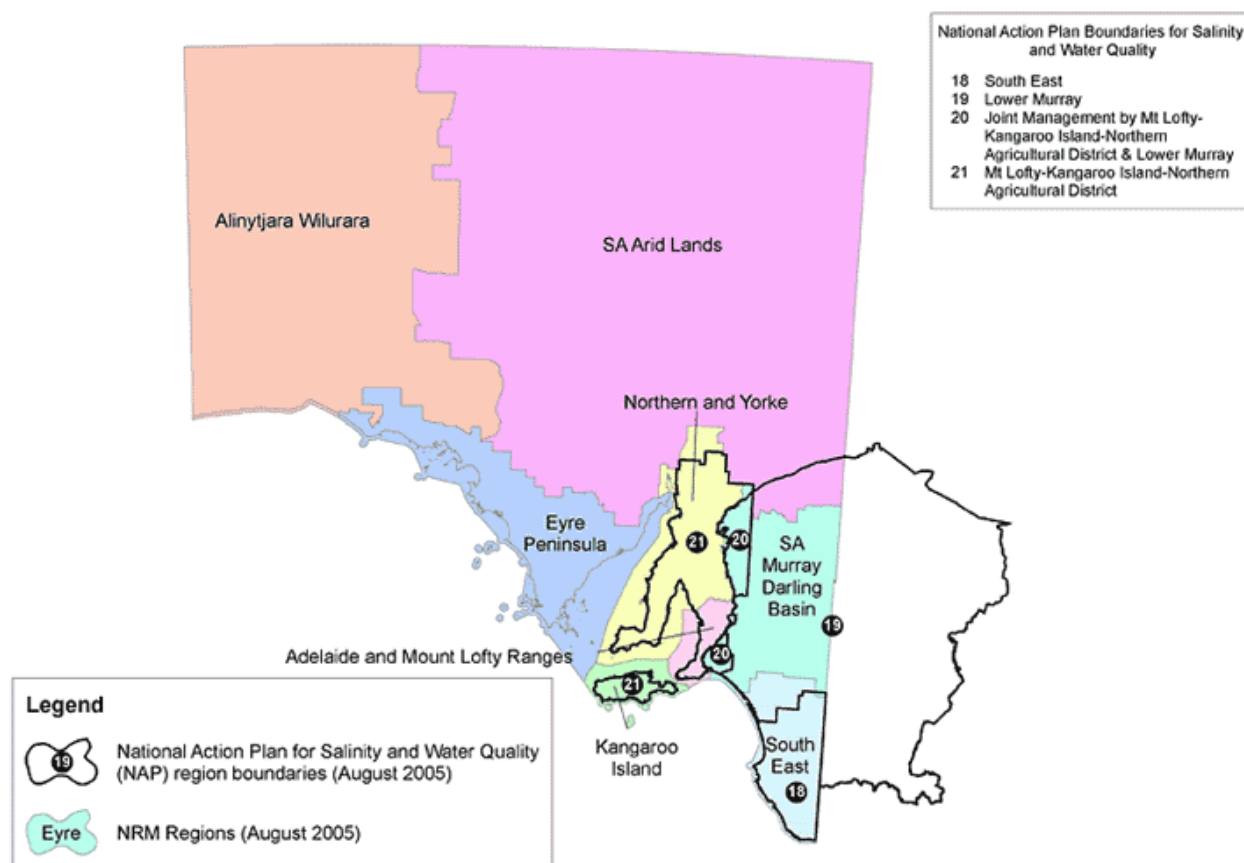 National Action Plan Boundaries for Salinity
and Water Quality
18 South East
19 Lower Murray
20 Joint Management by Mt Lofty-
Kangaroo Island-Northern
Agricultural District & Lower Murray
21 Mt Lofty-Kangaroo Island-Northern
Agricultural District
Alinytjara Wilurara
SA Arid Lands
Northern and Yorke
Eyre
Peninsula
21
20
SA
Murray
Darling
Basin
19
Adelaide and Mount Lofty Ranges
20
21
Kangaroo
Island
South
East
18
Legend
19
National Action Plan for Salinity and Water Quality
(NAP) region boundaries (August 2005)
Eyre
NRM Regions (August 2005)